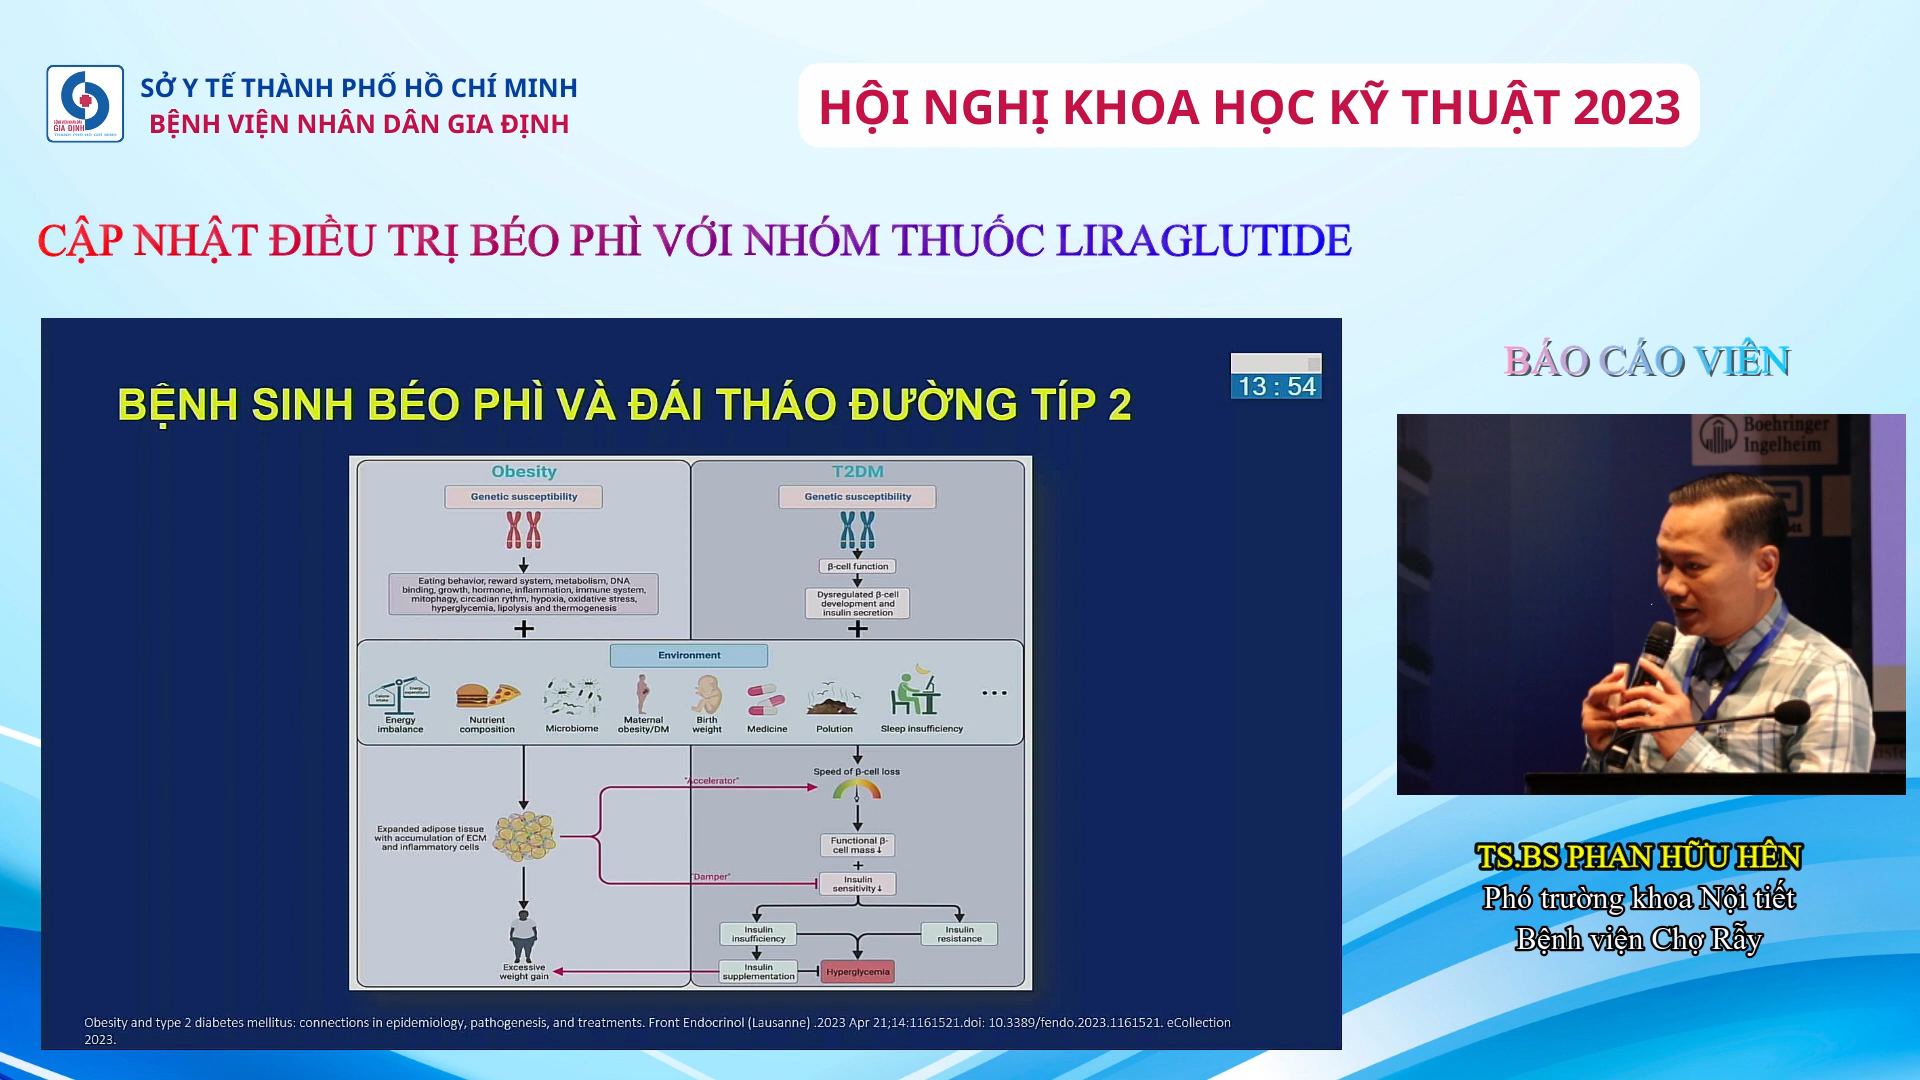 SỞ Y TẾ THÀNH PHỐ HỒ CHÍ MINH
BỆNH VIỆN NHÂN DÂN GIA ĐỊNH
GIA ĐỊNH
HỘI NGHỊ KHOA HỌC KỸ THUẬT 2023
CẬP NHẬT ĐIỀU TRỊ BÉO PHÌ VỚI NHÓM THUỐC LIRAGLUTIDE
BỆNH SINH BÉO PHÌ VÀ ĐÁI THÁO ĐƯỜNG TÍP 2
13 : 54
Obesity
T2DM
Genetic susceptibility
Genetic susceptibility
β-cell function
Eating behavior, reward system, metabolism, DNA
binding, growth, hormone, inflammation, immune system,
mitophagy, circadian rythm, hypoxia, oxidative stress,
hyperglycemia, lipolysis and thermogenesis
Dysregulated β-cell
development and
insulin secretion
+
+
Environment
Calorie
intake
Energy
expenditure
Energy
imbalance
Nutrient
composition
Microbiome
Maternal
obesity/DM
Birth
weight
Medicine
Polution
Sleep insufficiency
...
Speed of β-cell loss
"Accelerator"
Expanded adipose tissue
with accumulation of ECM
and inflammatory cells
Functional β-
cell mass↓
+
"Damper"
Insulin
sensitivity↓
Insulin
insufficiency
Insulin
resistance
Excessive
weight gain
Insulin
supplementation
Hyperglycemia
Obesity and type 2 diabetes mellitus: connections in epidemiology, pathogenesis, and treatments. Front Endocrinol (Lausanne) .2023 Apr 21;14:1161521.doi: 10.3389/fendo.2023.1161521. eCollection
2023.
BÁO CÁO VIÊN
Boehringer
Ingelheim
TS.BS PHAN HỮU HÊN
Phó trường khoa Nội tiết
Bệnh viện Chợ Rẫy